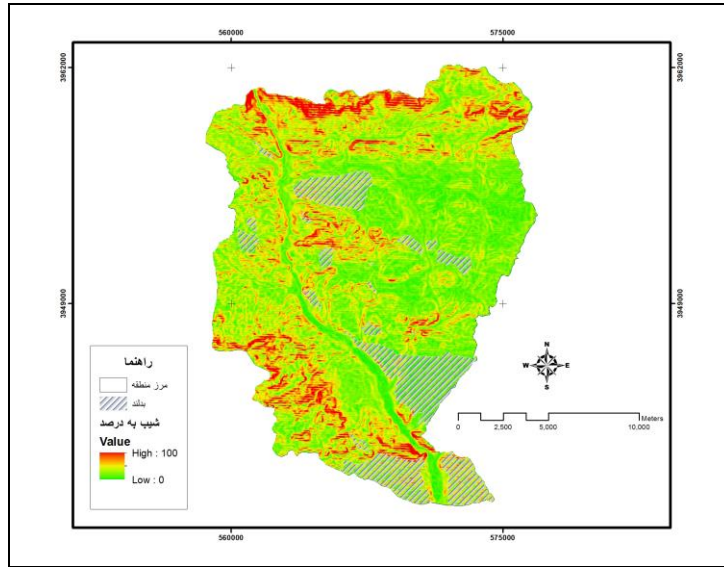 560000
575000
3962000
3962000
3949000
3949000
راهنما
مرز منطقه
بدلند
شیب به درصد
Value
High : 100
Low : 0
N
W
E
S
Meters
0
2,500
5,000
10,000
560000
575000